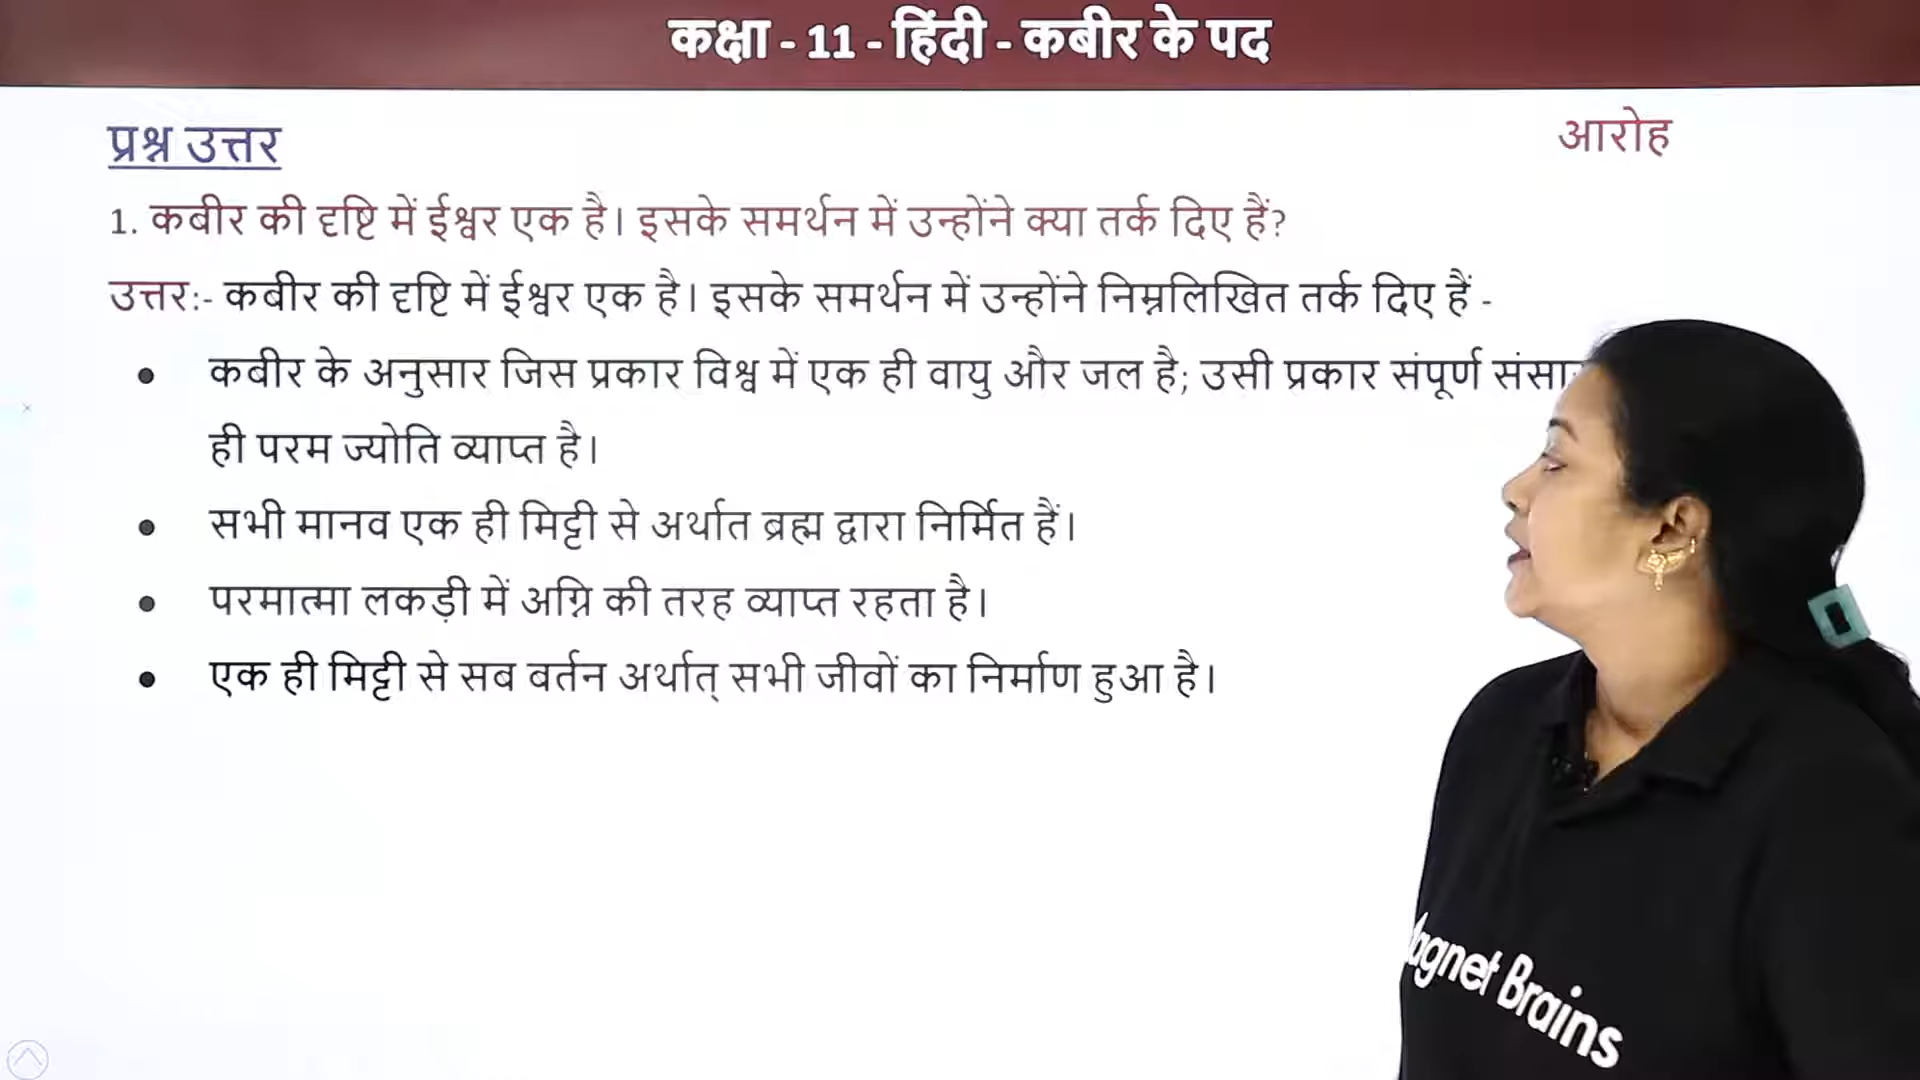 कक्षा - 11 - हिंदी - कबीर के पद
प्रश्न उत्तर
आरोह
1. कबीर की दृष्टि में ईश्वर एक है। इसके समर्थन में उन्होंने क्या तर्क दिए हैं?
उत्तर:- कबीर की दृष्टि में ईश्वर एक है। इसके समर्थन में उन्होंने निम्नलिखित तर्क दिए हैं -
• कबीर के अनुसार जिस प्रकार विश्व में एक ही वायु और जल है; उसी प्रकार संपूर्ण
ही परम ज्योति व्याप्त है।
• सभी मानव एक ही मिट्टी से अर्थात ब्रह्म द्वारा निर्मित हैं।
• परमात्मा लकड़ी में अग्नि की तरह व्याप्त रहता है।
• एक ही मिट्टी से सब बर्तन अर्थात् सभी जीवों का निर्माण हुआ है।
Brains